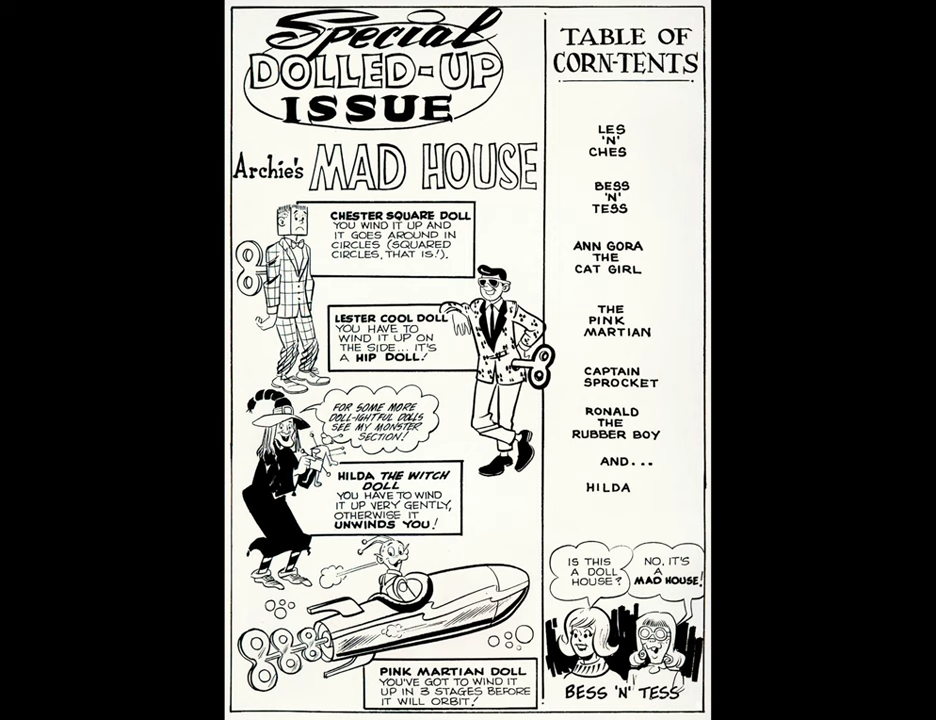 Special
DOLLED-UP
ISSUE
Archie's MAD HOUSE
CHESTER SQUARE DOLL
YOU WIND IT UP AND
IT GOES AROUND IN
CIRCLES (SQUARED
CIRCLES, THAT IS!).
LESTER COOL DOLL
YOU HAVE TO
WIND IT UP ON
THE SIDE... IT'S
A HIP DOLL!
FOR SOME MORE
DOLL-IGHTFUL DOLLS
SEE MY MONSTER
SECTION!
HILDA THE WITCH
DOLL
YOU HAVE TO WIND
IT UP VERY GENTLY,
OTHERWISE IT
UNWINDS YOU!
PINK MARTIAN DOLL
YOU'VE GOT TO WIND IT
UP IN 3 STAGES BEFORE
IT WILL ORBIT!
TABLE OF
CORN-TENTS
LES
'N'
CHES
BESS
'N'
TESS
ANN GORA
THE
CAT GIRL
THE
PINK
MARTIAN
CAPTAIN
SPROCKET
RONALD
THE
RUBBER BOY
AND...
HILDA
IS THIS
A DOLL
HOUSE?
NO, IT'S
A
MAD HOUSE!
BESS 'N' TESS